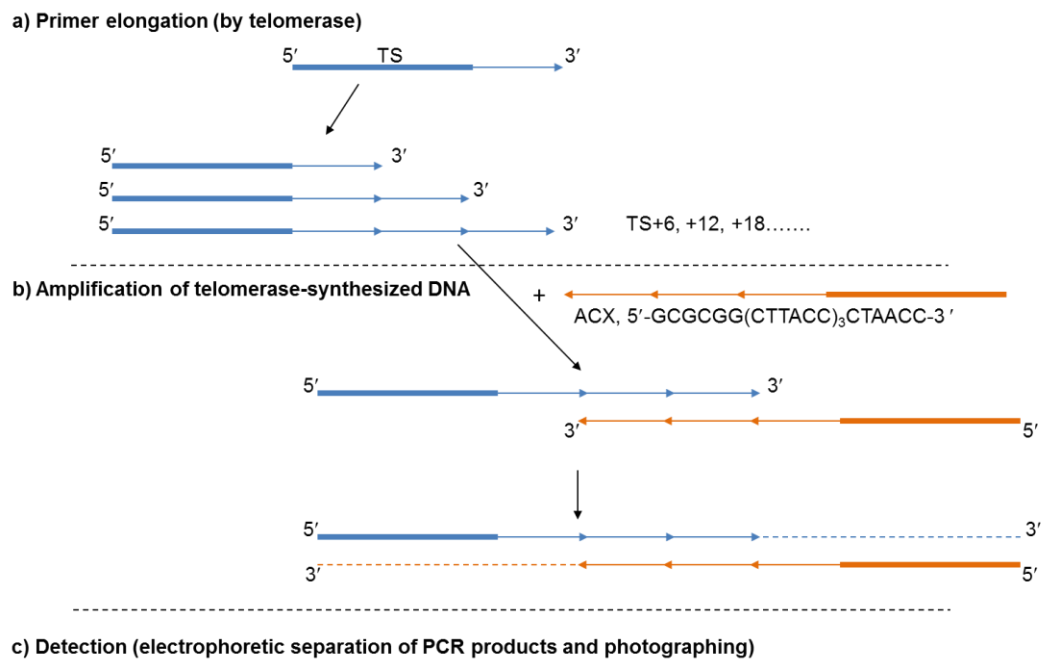 a) Primer elongation (by telomerase)
5′ TS 3′
5′ 3′
5′ 3′
5′ 3′ TS+6, +12, +18.......
b) Amplification of telomerase-synthesized DNA +
ACX, 5′-GCGCGG(CTTACC)₃CTAACC-3 ′
5′ 3′
3′ 5′
5′ 3′
3′ 5′
c) Detection (electrophoretic separation of PCR products and photographing)